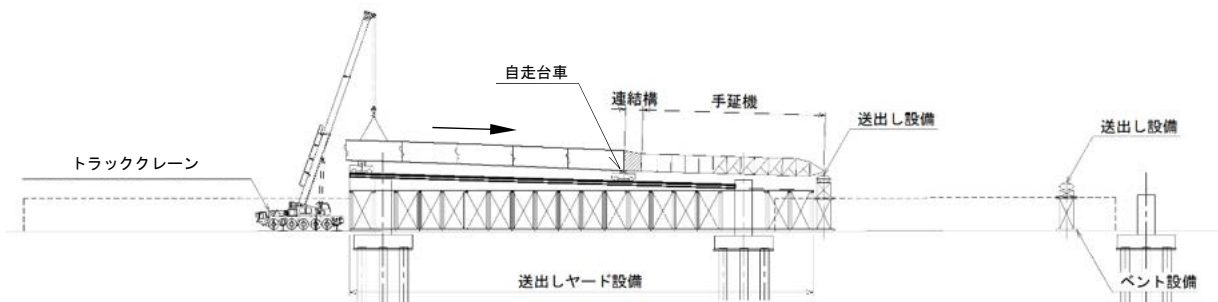 自走台車
連結構
手延機
送出し設備
送出し設備
トラッククレーン
送出しヤード設備
ベント設備